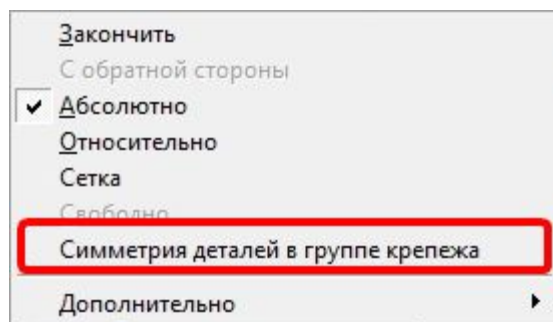 Закончить
С обратной стороны
Абсолютно
Относительно
Сетка
Свободно
Симметрия деталей в группе крепежа
Дополнительно